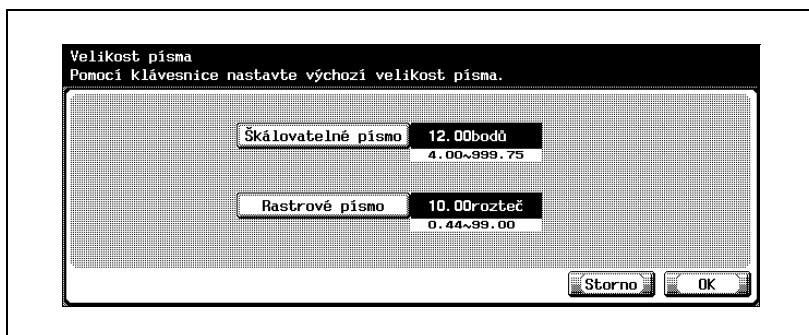 Velikost písma
Pomocí klávesnice nastavte výchozí velikost písma.
Škálovatelné písmo 12.00bodů
4.00~999.75
Rastrové písmo 10.00rozteč
0.44~99.00
Storno OK